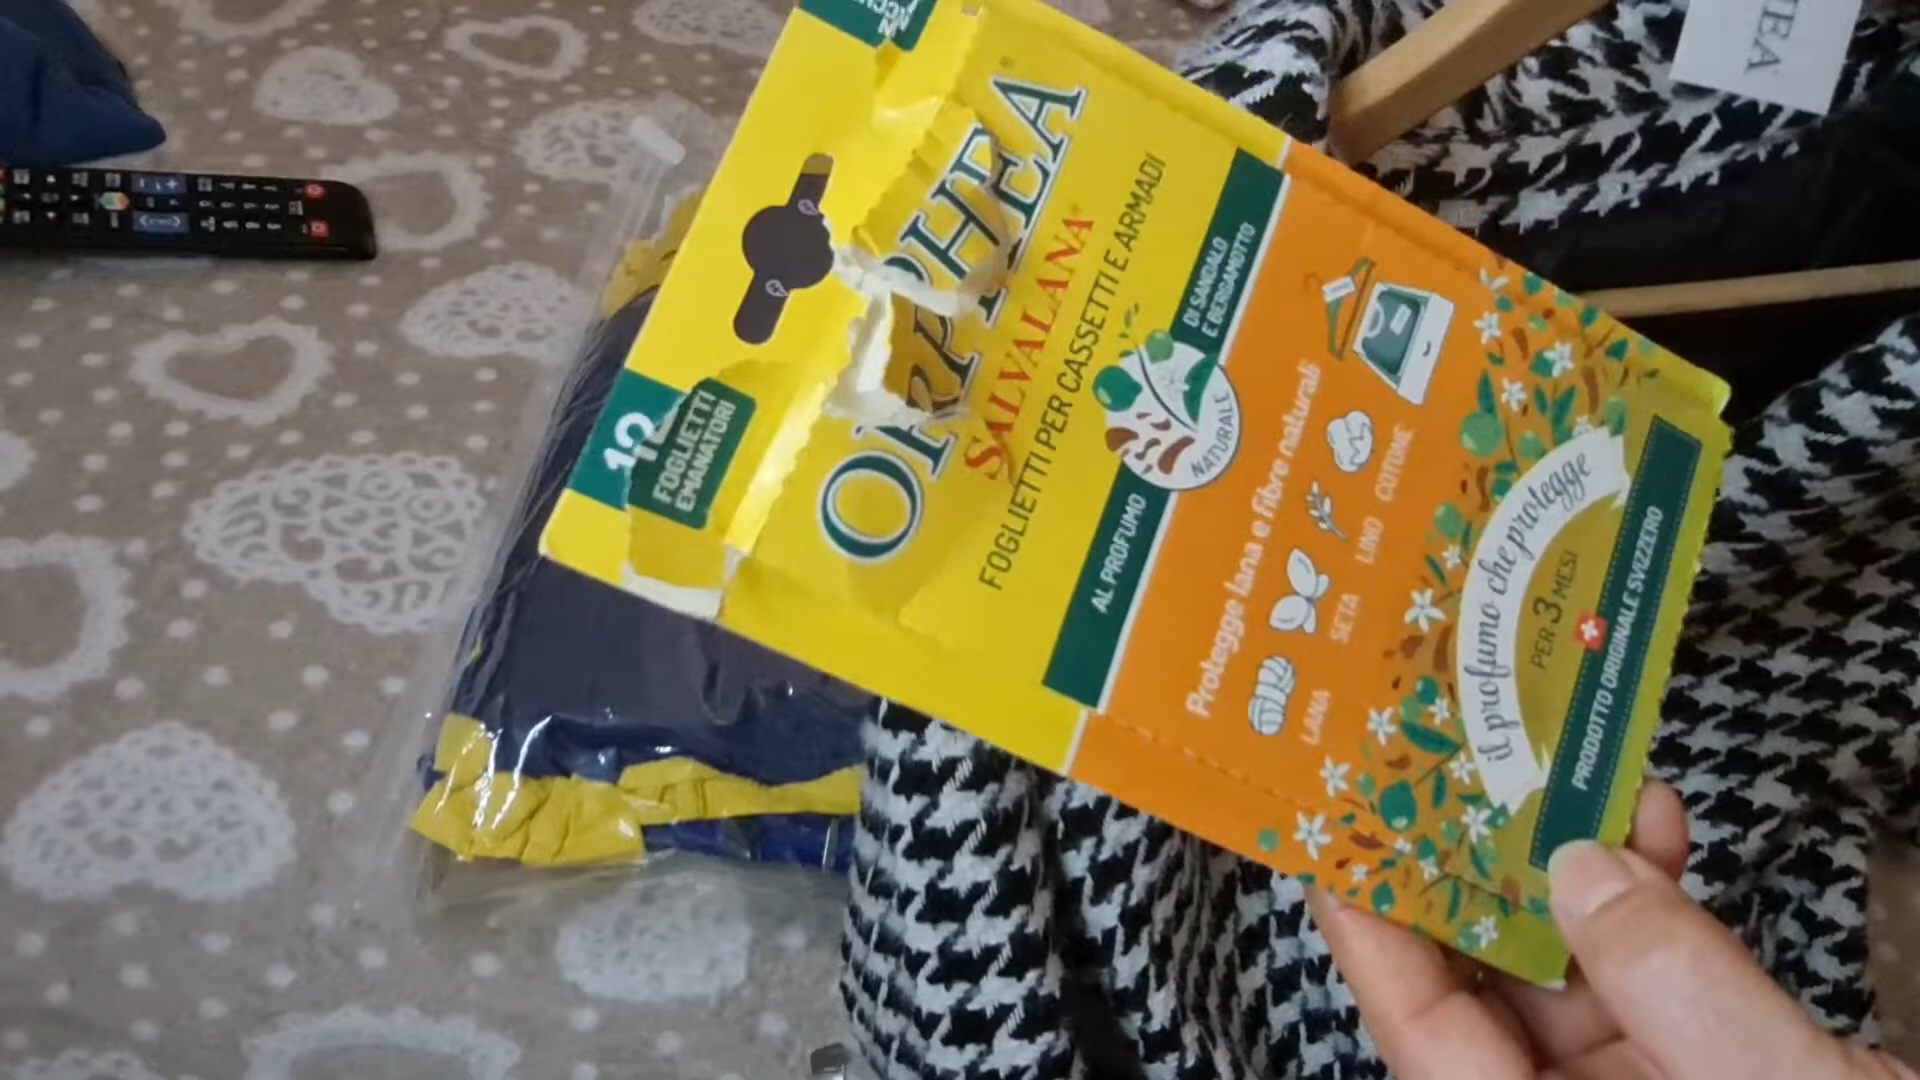 12
FOGLIETTI
EMANATORI
ORPHEA®
SALVALANA®
FOGLIETTI PER CASSETTI E ARMADI
AL PROFUMO
NATURALE
DI SANDALO
E BERGAMOTTO
Protegge lana e fibre naturali
LANA
SETA
LINO
COTONE
il profumo che protegge
PER 3 MESI
PRODOTTO ORIGINALE SVIZZERO